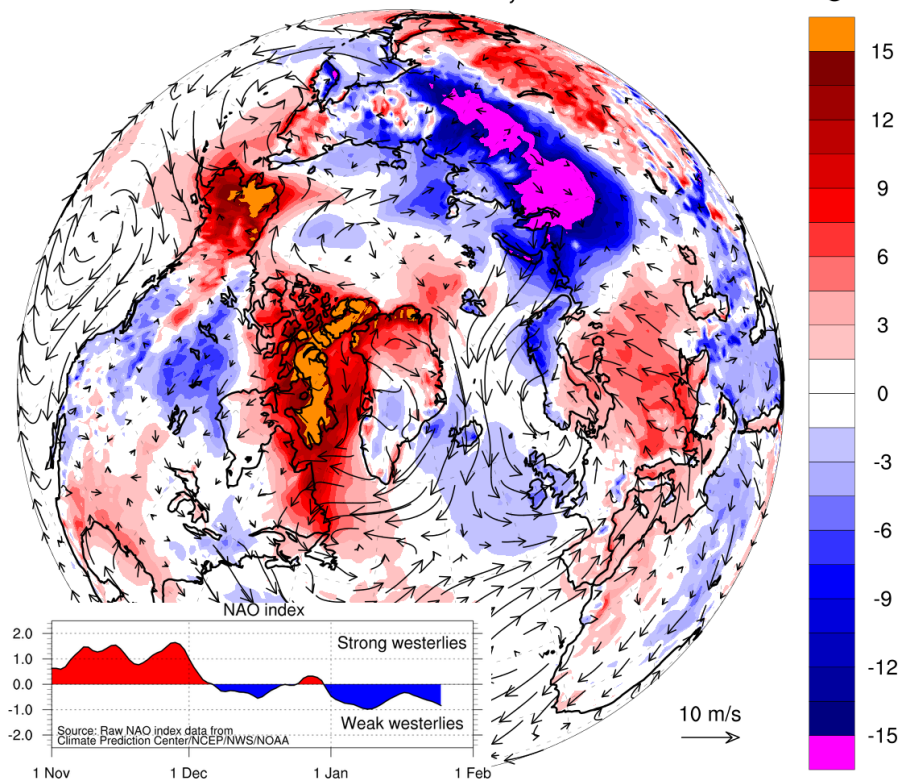 15
12
9
6
3
0
-3
-6
-9
-12
-15
10 m/s
NAO index
2.0
1.0
0.0
-1.0
-2.0
Strong westerlies
Weak westerlies
Source: Raw NAO index data from
Climate Prediction Center/NCEP/NWS/NOAA
1 Nov
1 Dec
1 Jan
1 Feb